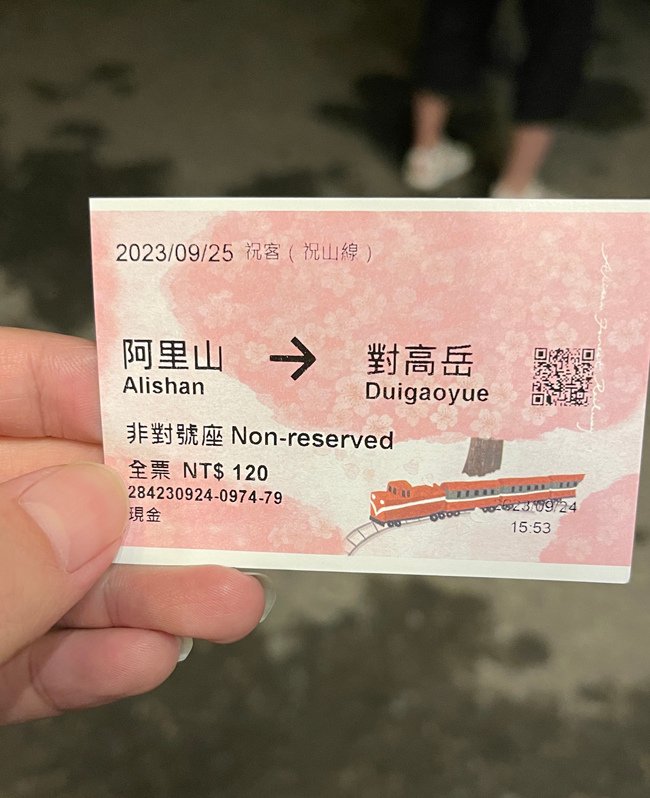 2023/09/25 祝客（祝山線）
阿里山 → 對高岳
Alishan Duigaoyue
非對號座 Non-reserved
全票 NT$ 120
284230924-0974-79
現金
2023/09/24
15:53